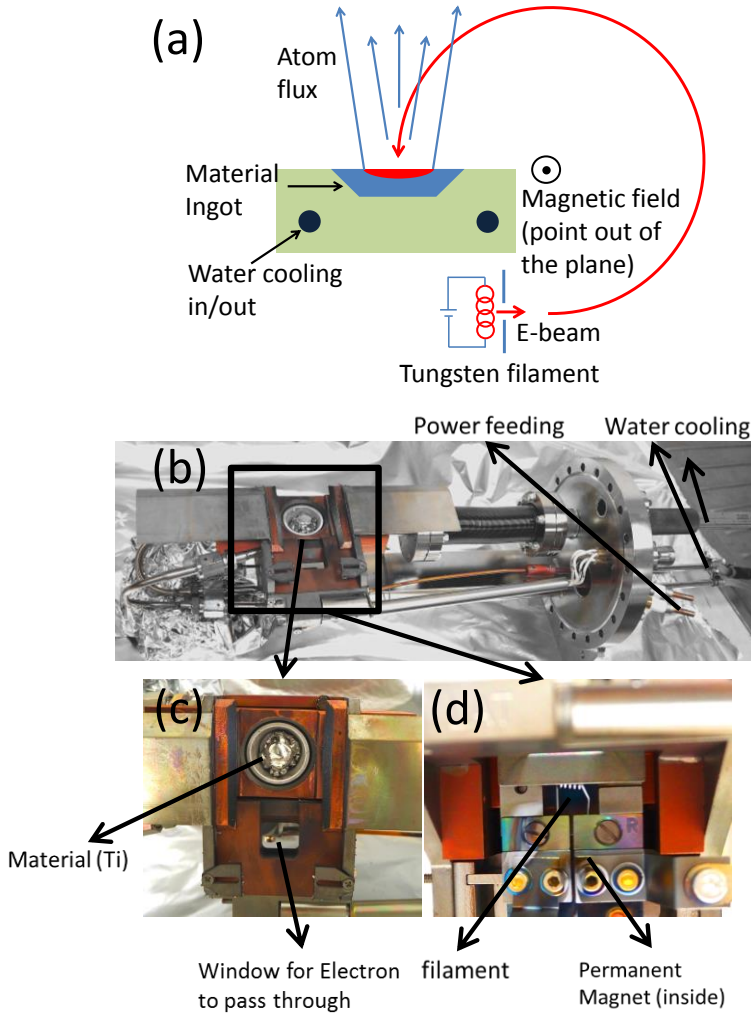 (a)
Atom
flux
Material
Ingot
Magnetic field
(point out of
the plane)
Water cooling
in/out
E-beam
Tungsten filament
Power feeding
Water cooling
(b)
(c)
(d)
R
Material (Ti)
Window for Electron
to pass through
filament
Permanent
Magnet (inside)